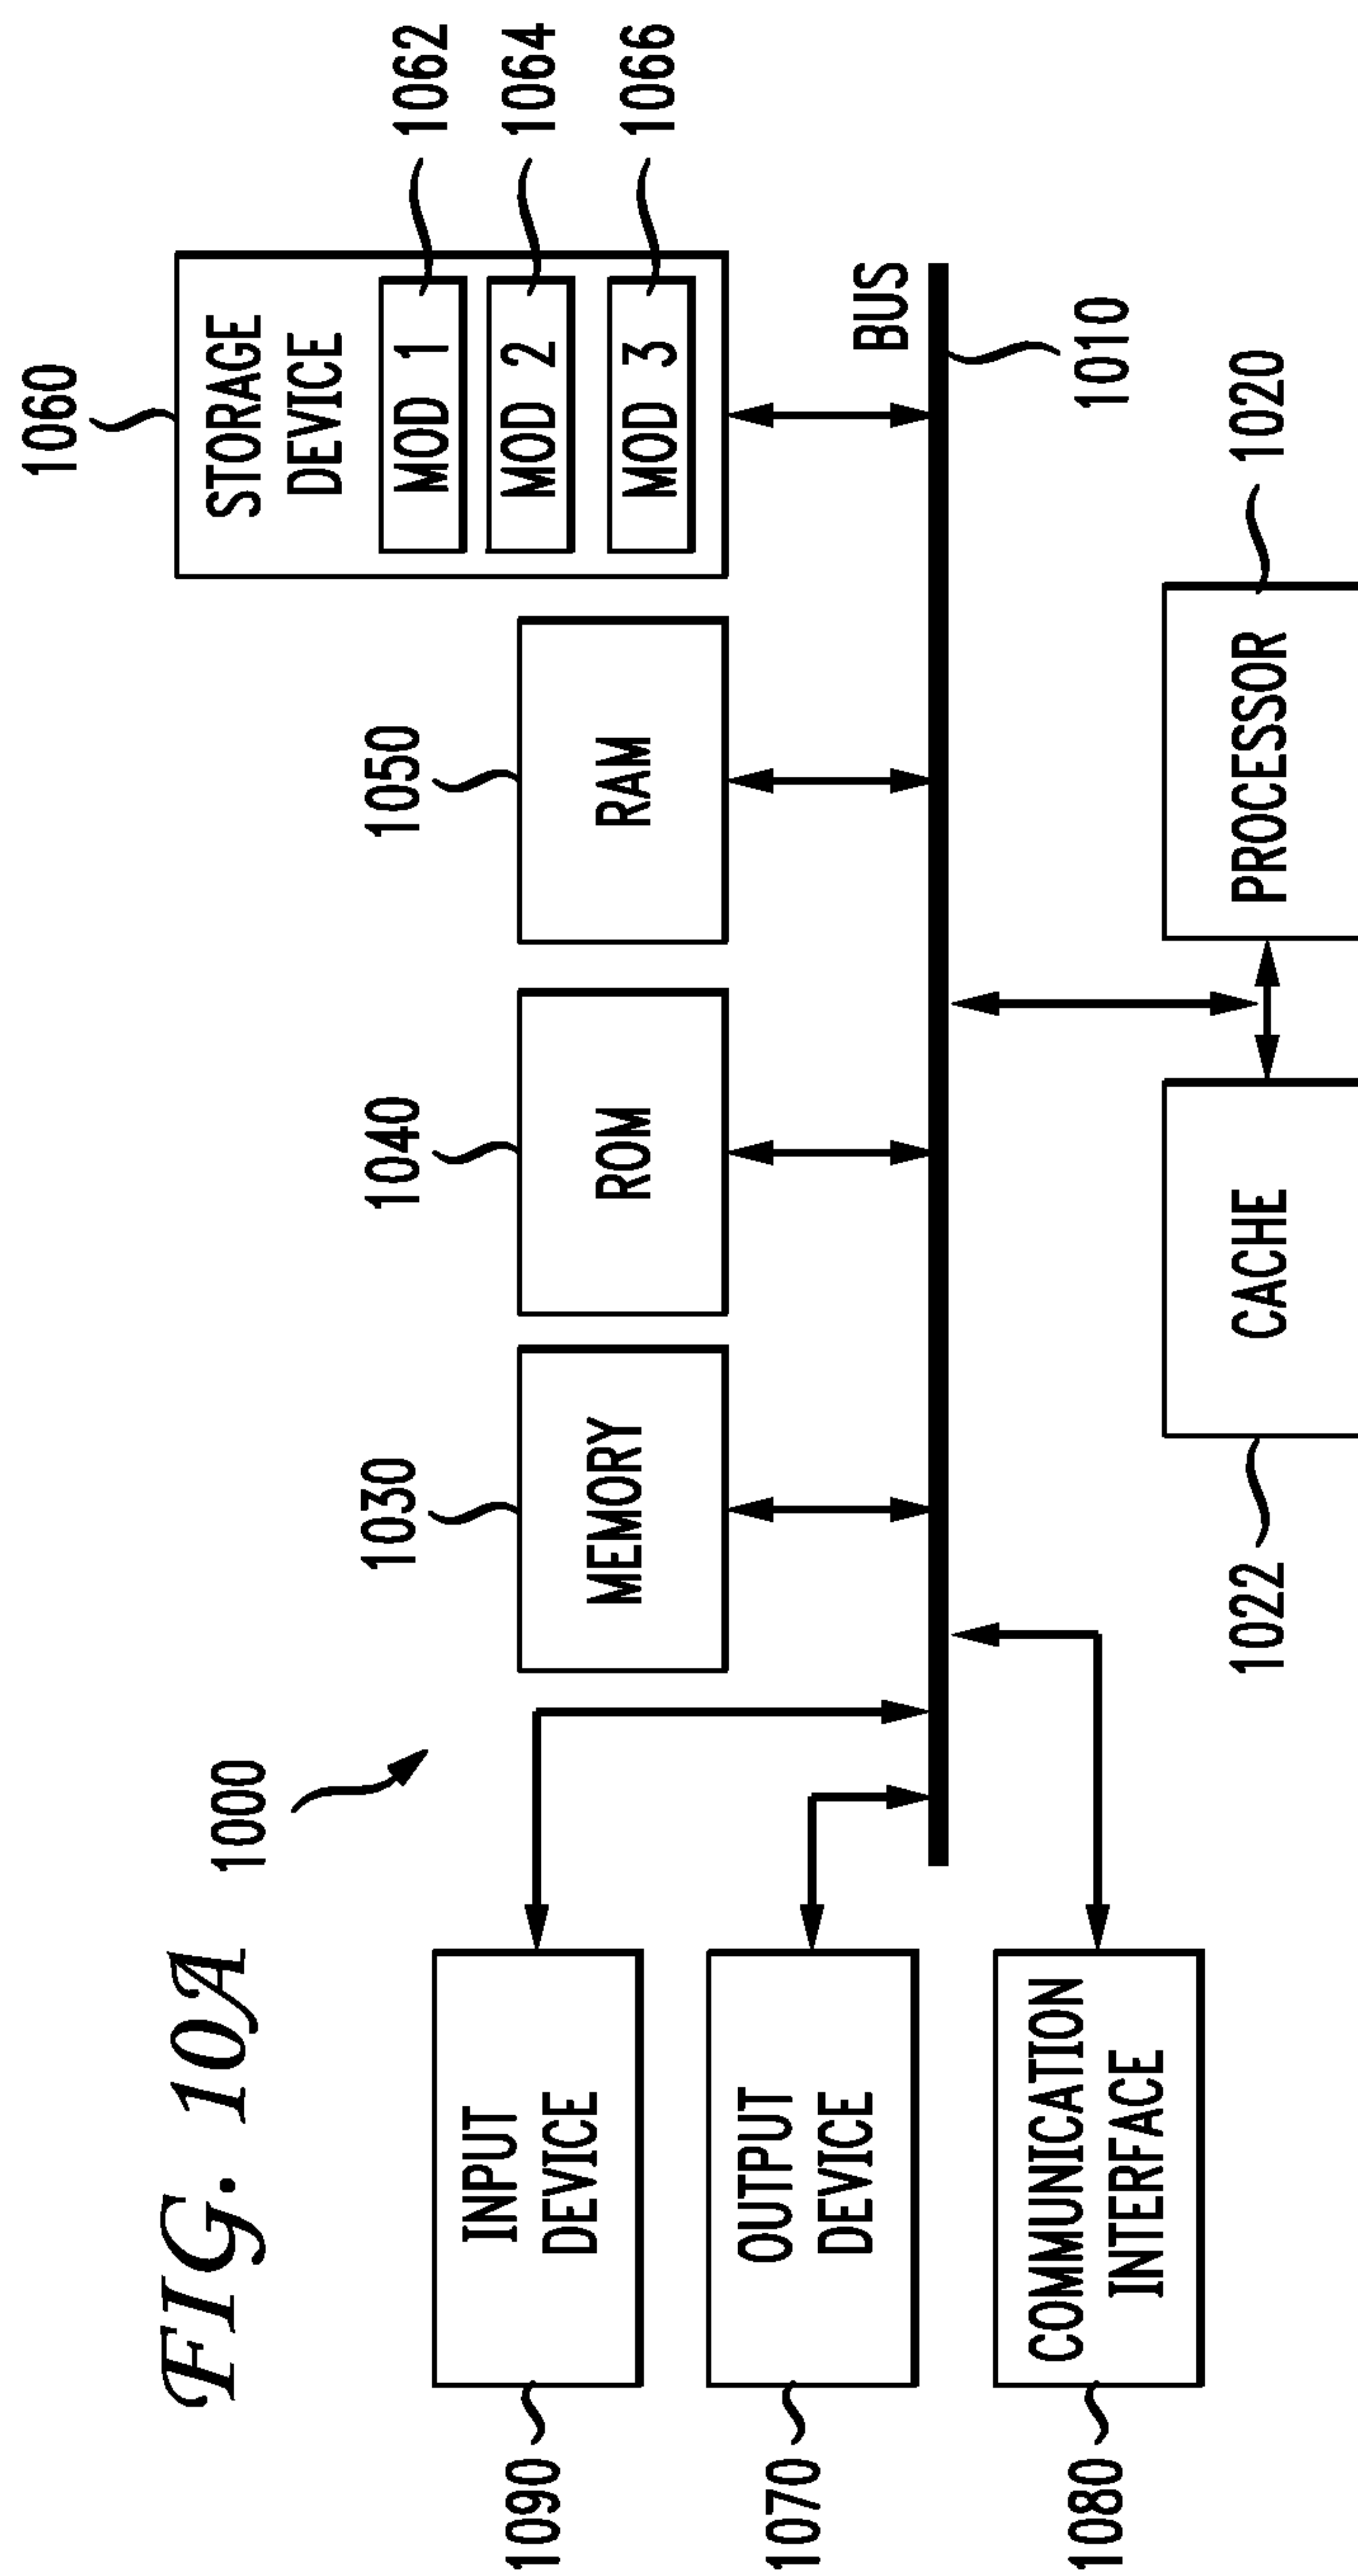 FIG. 10A
1000
1060
STORAGE
DEVICE
MOD 1
1062
MOD 2
1064
MOD 3
1066
1030
MEMORY
1040
ROM
1050
RAM
1090
INPUT
DEVICE
1070
OUTPUT
DEVICE
BUS
1010
1080
COMMUNICATION
INTERFACE
1022
CACHE
PROCESSOR
1020